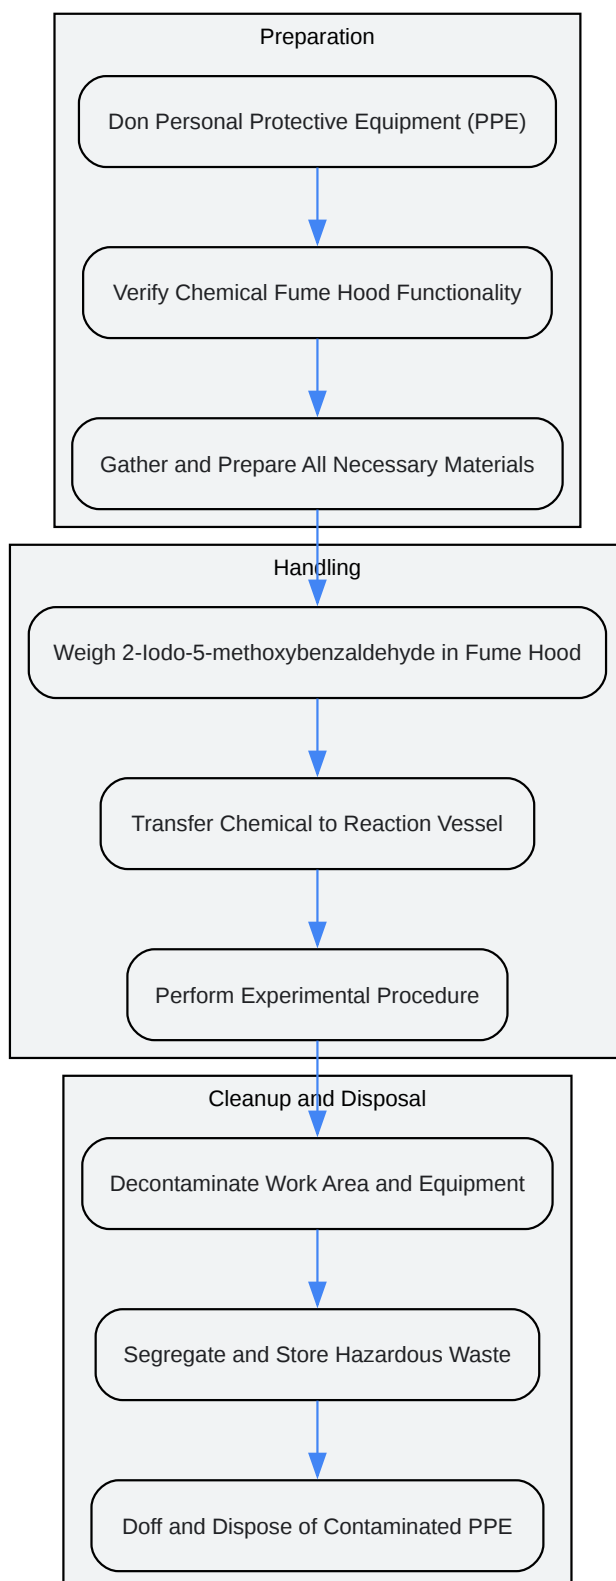 Preparation
Don Personal Protective Equipment (PPE)
Verify Chemical Fume Hood Functionality
Gather and Prepare All Necessary Materials
Handling
Weigh 2-Iodo-5-methoxybenzaldehyde in Fume Hood
Transfer Chemical to Reaction Vessel
Perform Experimental Procedure
Cleanup and Disposal
Decontaminate Work Area and Equipment
Segregate and Store Hazardous Waste
Doff and Dispose of Contaminated PPE